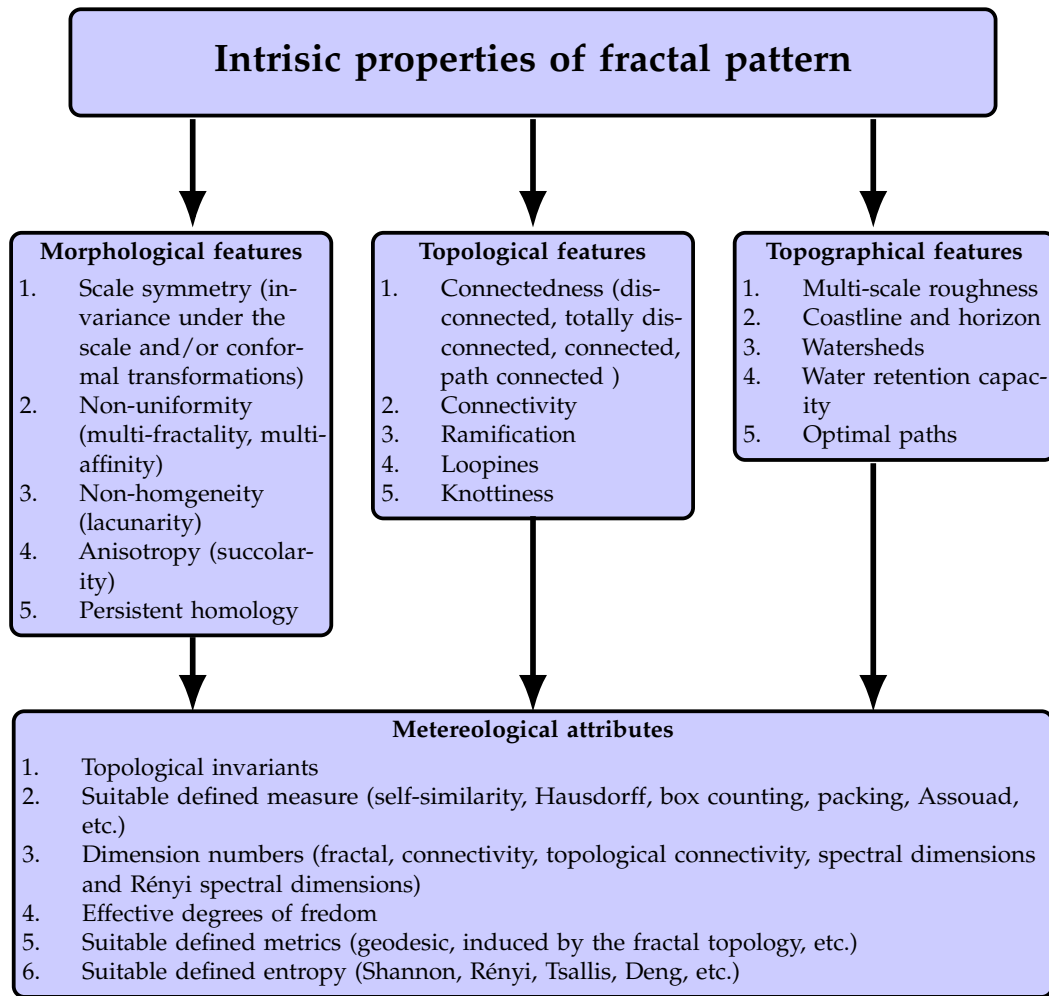 Intrisic properties of fractal pattern
Morphological features
1. Scale symmetry (in-
variance under the
scale and/or confor-
mal transformations)
2. Non-uniformity
(multi-fractality, multi-
affinity)
3. Non-homgeneity
(lacunarity)
4. Anisotropy (succolar-
ity)
5. Persistent homology
Topological features
1. Connectedness (dis-
connected, totally dis-
connected, connected,
path connected )
2. Connectivity
3. Ramification
4. Loopines
5. Knottiness
Topographical features
1. Multi-scale roughness
2. Coastline and horizon
3. Watersheds
4. Water retention capac-
ity
5. Optimal paths
Metereological attributes
1. Topological invariants
2. Suitable defined measure (self-similarity, Hausdorff, box counting, packing, Assouad,
etc.)
3. Dimension numbers (fractal, connectivity, topological connectivity, spectral dimensions
and Rényi spectral dimensions)
4. Effective degrees of fredom
5. Suitable defined metrics (geodesic, induced by the fractal topology, etc.)
6. Suitable defined entropy (Shannon, Rényi, Tsallis, Deng, etc.)